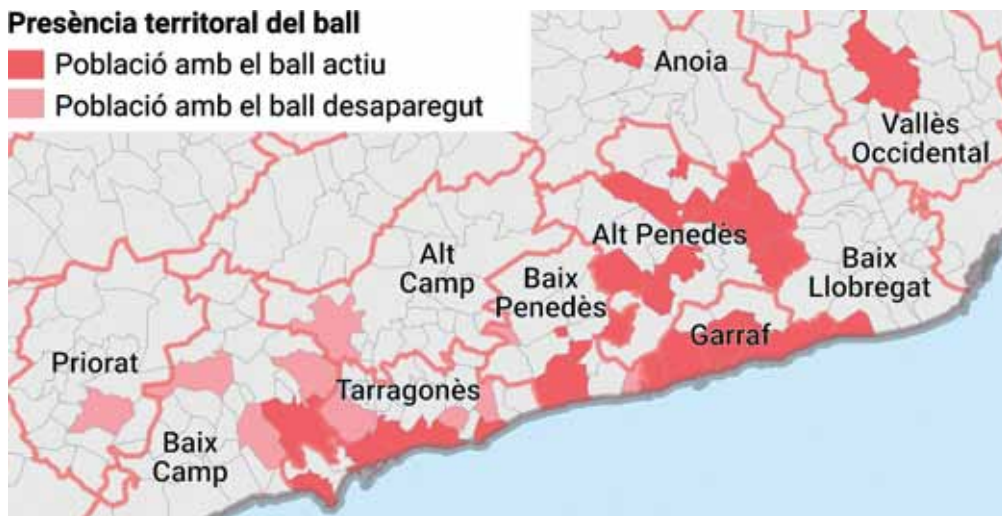 Presència territorial del ball
Població amb el ball actiu
Població amb el ball desaparegut
Anoia
Vallès
Occidental
Alt Penedès
Alt
Camp
Baix
Penedès
Baix
Llobregat
Garraf
Priorat
Tarragonès
Baix
Camp